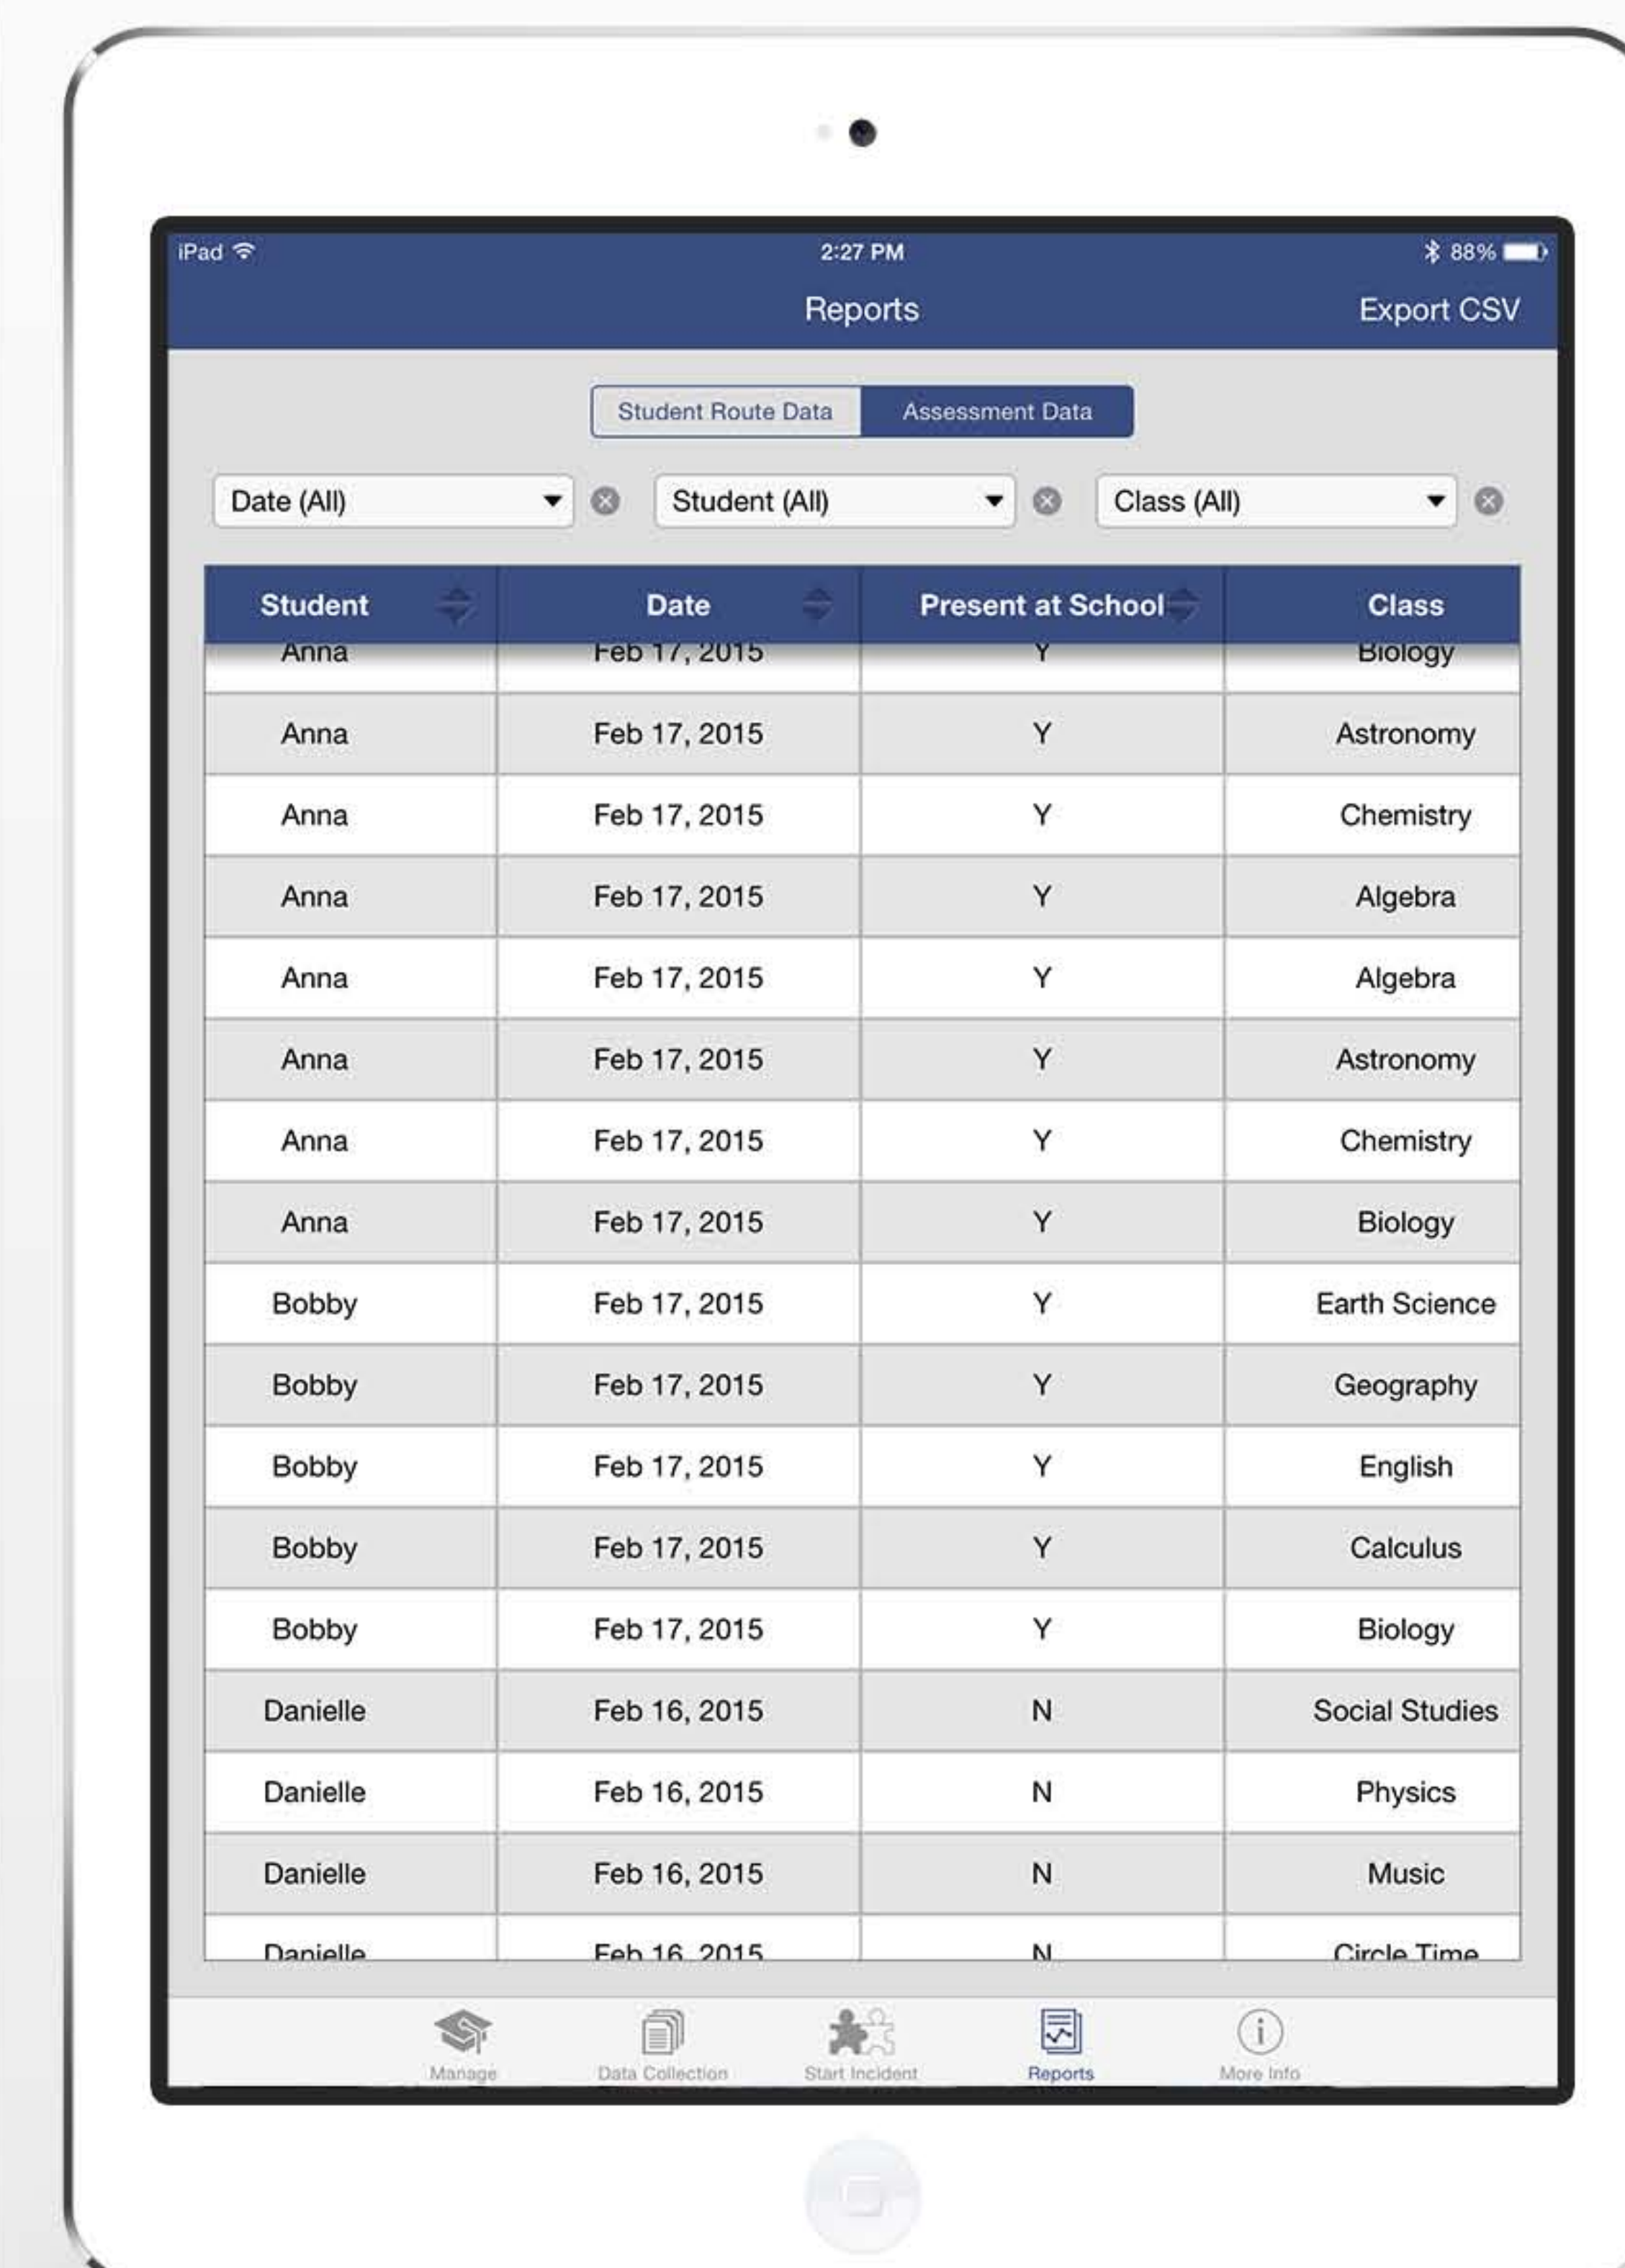 iPad 2:27 PM 88%
Reports Export CSV
Student Route Data Assessment Data
Date (All) Student (All) Class (All)
Student Date Present at School Class
Anna Feb 17, 2015 Y Biology
Anna Feb 17, 2015 Y Astronomy
Anna Feb 17, 2015 Y Chemistry
Anna Feb 17, 2015 Y Algebra
Anna Feb 17, 2015 Y Algebra
Anna Feb 17, 2015 Y Astronomy
Anna Feb 17, 2015 Y Chemistry
Anna Feb 17, 2015 Y Biology
Bobby Feb 17, 2015 Y Earth Science
Bobby Feb 17, 2015 Y Geography
Bobby Feb 17, 2015 Y English
Bobby Feb 17, 2015 Y Calculus
Bobby Feb 17, 2015 Y Biology
Danielle Feb 16, 2015 N Social Studies
Danielle Feb 16, 2015 N Physics
Danielle Feb 16, 2015 N Music
Danielle Feb 16, 2015 N Circle Time
Manage Data Collection Start Incident Reports More Info